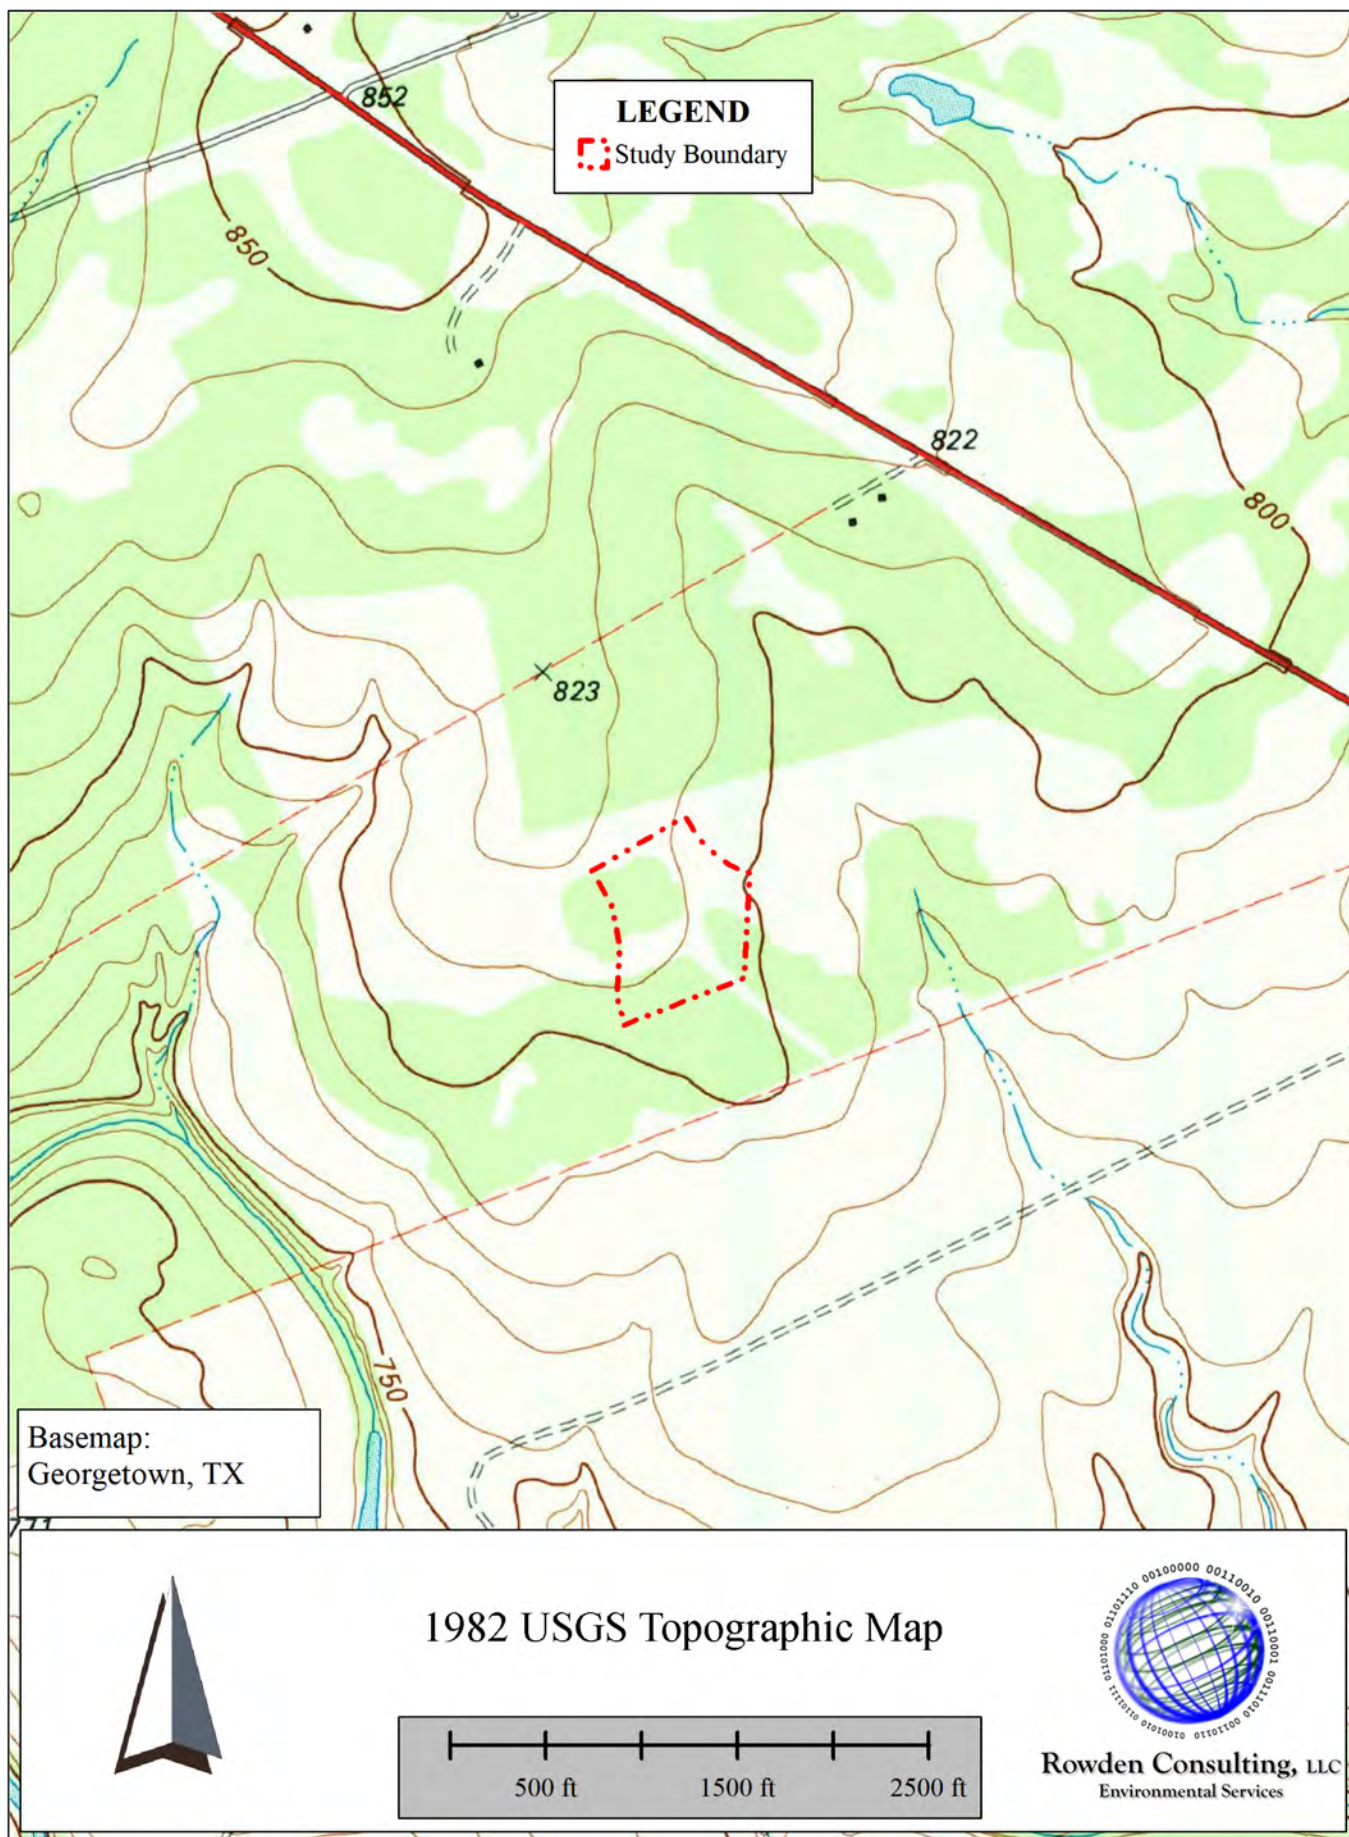 852
LEGEND
Study Boundary
850
822
800
823
750
Basemap:
Georgetown, TX
771
1982 USGS Topographic Map
500 ft 1500 ft 2500 ft
Rowden Consulting, LLC
Environmental Services